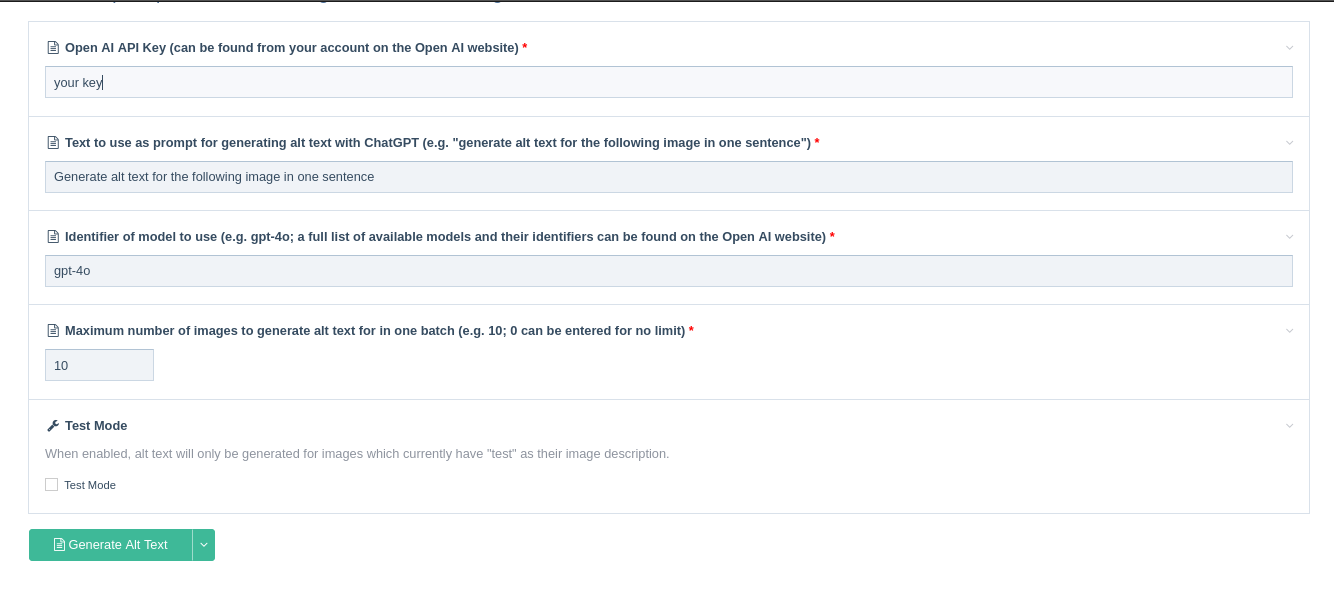 Open AI API Key (can be found from your account on the Open AI website) *
your key
Text to use as prompt for generating alt text with ChatGPT (e.g. "generate alt text for the following image in one sentence") *
Generate alt text for the following image in one sentence
Identifier of model to use (e.g. gpt-4o; a full list of available models and their identifiers can be found on the Open AI website) *
gpt-4o
Maximum number of images to generate alt text for in one batch (e.g. 10; 0 can be entered for no limit) *
10
Test Mode
When enabled, alt text will only be generated for images which currently have "test" as their image description.
Test Mode
Generate Alt Text